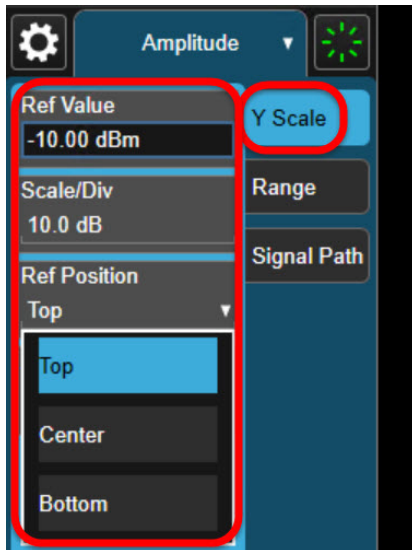 Amplitude
Ref Value
-10.00 dBm
Y Scale
Scale/Div
10.0 dB
Range
Ref Position
Top
Signal Path
Top
Center
Bottom